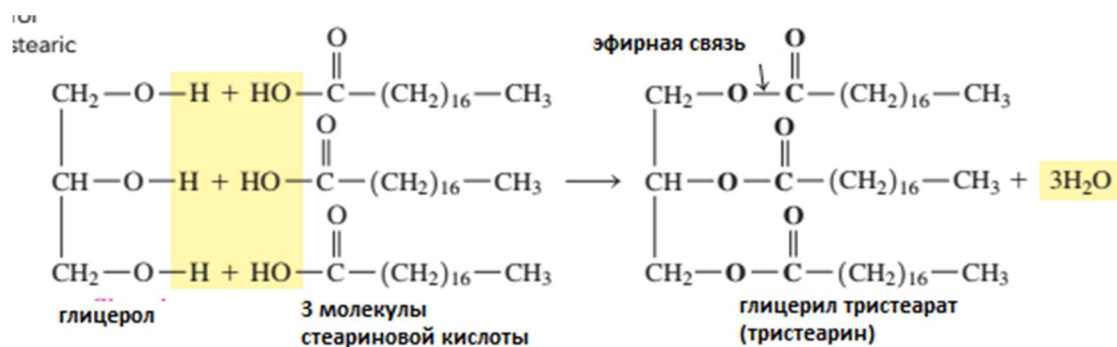 stearic
эфирная связь
O O
CH₂—O—H + HO—C—(CH₂)₁₆—CH₃ CH₂—O—C—(CH₂)₁₆—CH₃
O O
CH—O—H + HO—C—(CH₂)₁₆—CH₃ → CH—O—C—(CH₂)₁₆—CH₃ + 3H₂O
O O
CH₂—O—H + HO—C—(CH₂)₁₆—CH₃ CH₂—O—C—(CH₂)₁₆—CH₃
глицерол
3 молекулы
стеариновой кислоты
глицерил тристеарат
(тристеарин)